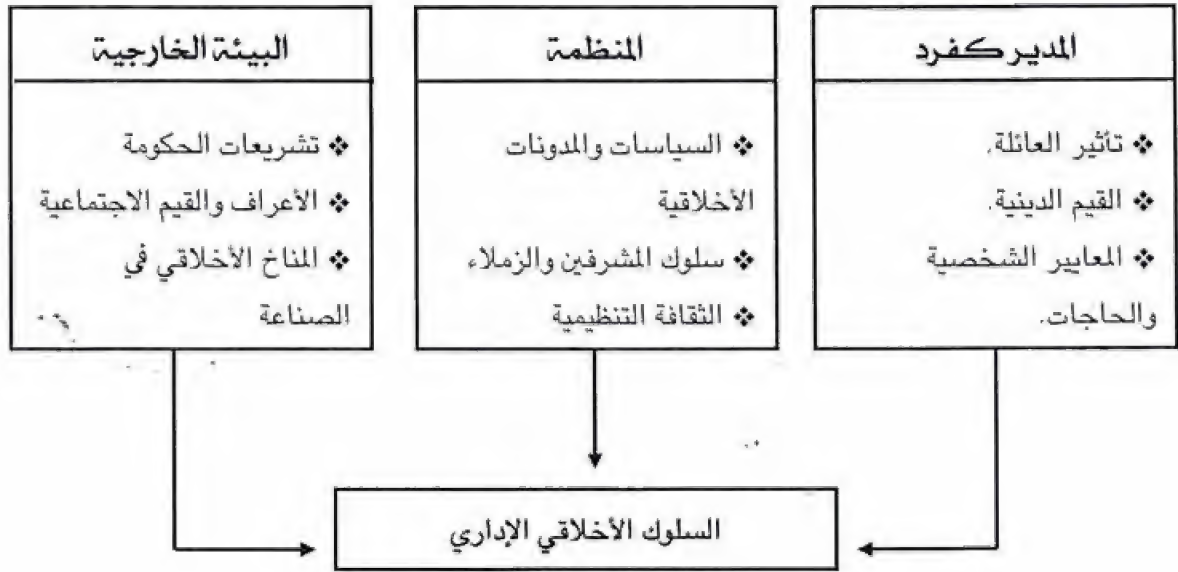 المدير كفرد
❖ تأثير العائلة.
❖ القيم الدينية.
❖ المعايير الشخصية
والحاجات.
المنظمة
❖ السياسات والمدونات
الأخلاقية
❖ سلوك المشرفين والزملاء
❖ الثقافة التنظيمية
البيئة الخارجية
❖ تشريعات الحكومة
❖ الأعراف والقيم الاجتماعية
❖ المناخ الأخلاقي في
الصناعة
السلوك الأخلاقي الإداري